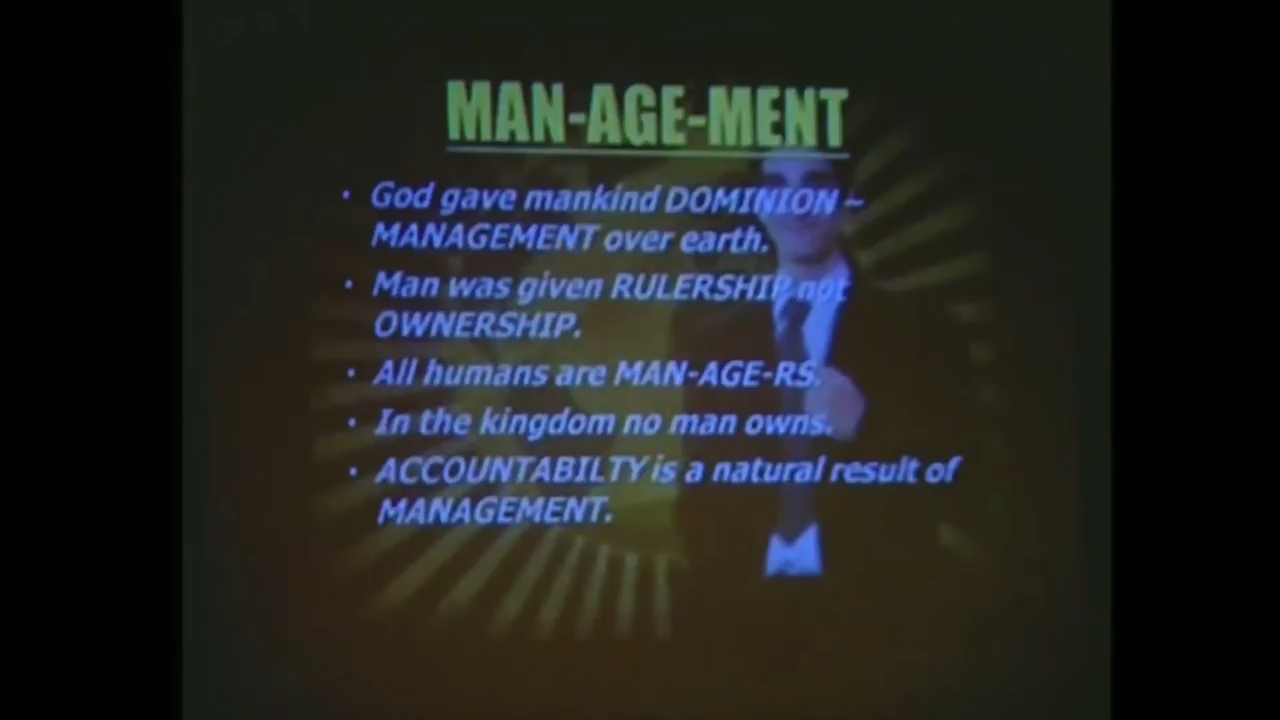 MAN-AGE-MENT
• God gave mankind DOMINION –
MANAGEMENT over earth.
• Man was given RULERSHIP not
OWNERSHIP.
• All humans are MAN-AGE-RS.
• In the kingdom no man owns.
• ACCOUNTABILTY is a natural result of
MANAGEMENT.